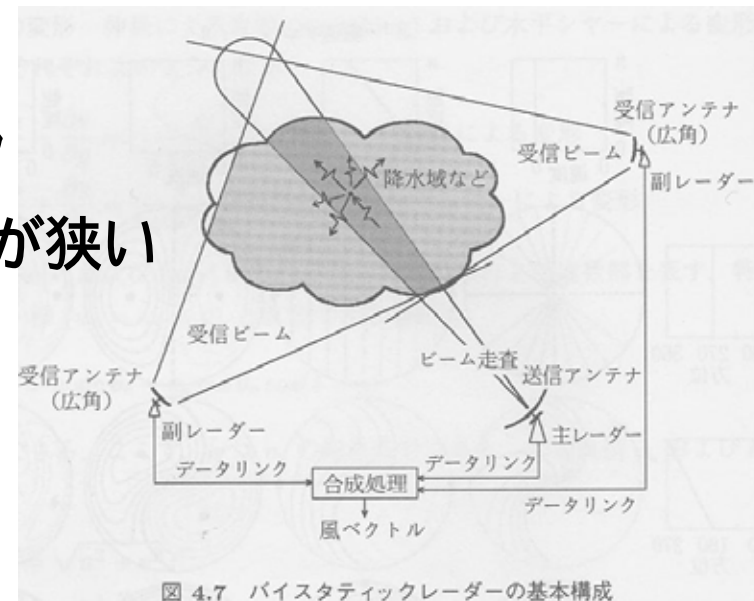 が狭い
受信アンテナ
(広角)
受信ビーム
副レーダー
降水域など
受信ビーム
ビーム走査
送信アンテナ
受信アンテナ
(広角)
副レーダー
主レーダー
データリンク
データリンク
合成処理
データリンク
風ベクトル
図 4.7 バイスタティックレーダーの基本構成